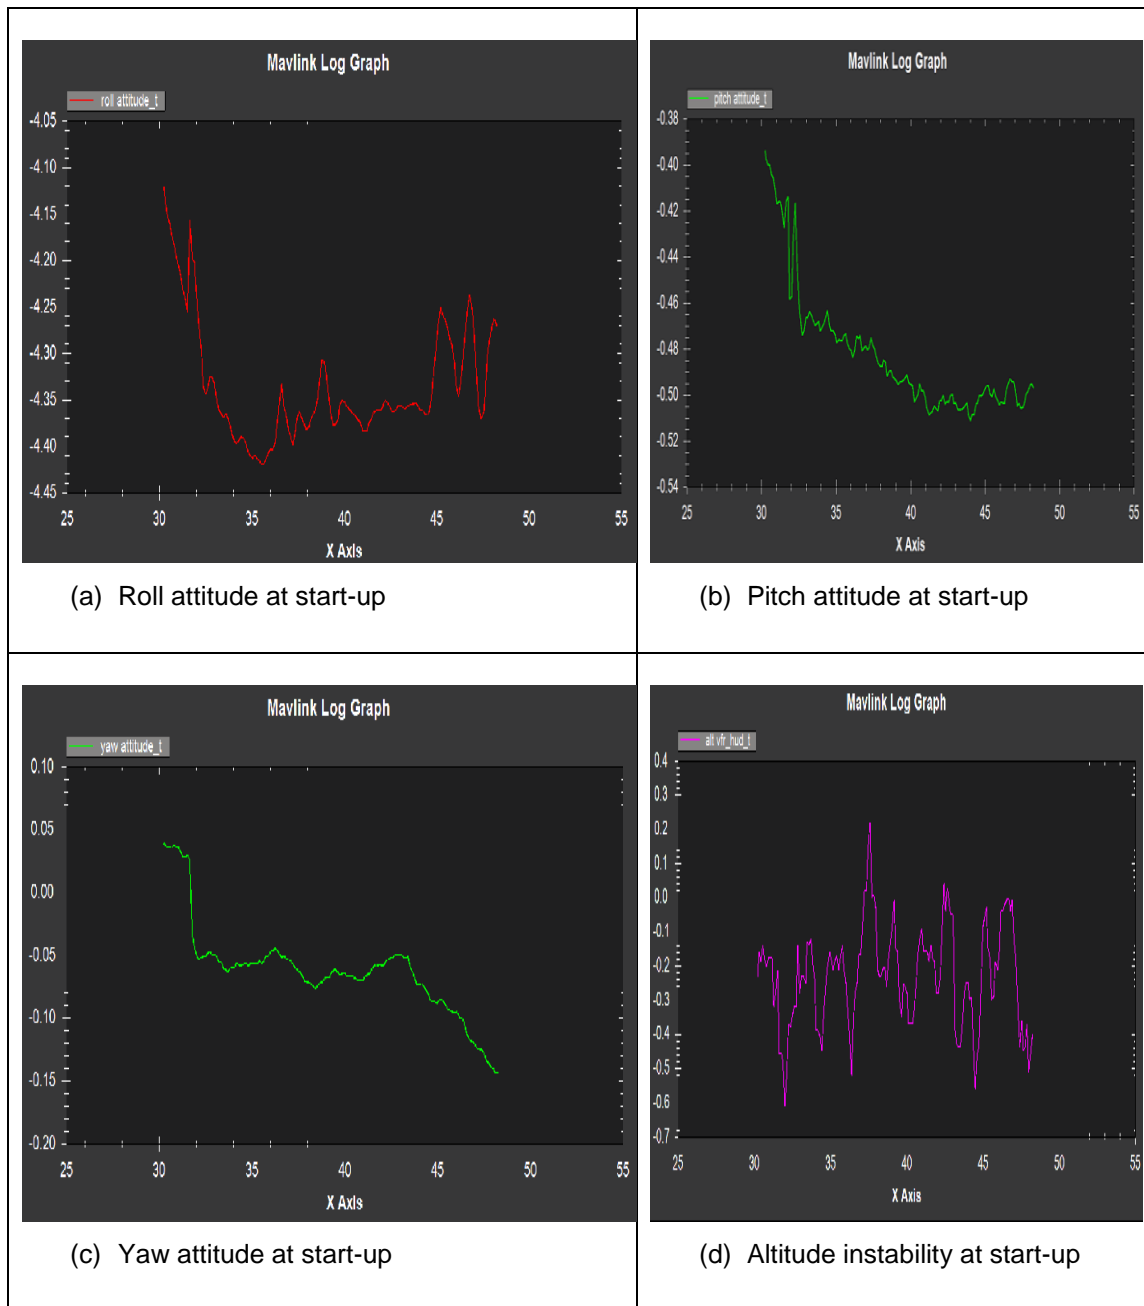 Mavlink Log Graph
roll attitude_t
-4.05
-4.10
-4.15
-4.20
-4.25
-4.30
-4.35
-4.40
-4.45
25 30 35 40 45 50 55
X Axis
(a) Roll attitude at start-up
Mavlink Log Graph
pitch attitude_t
-0.38
-0.40
-0.42
-0.44
-0.46
-0.48
-0.50
-0.52
-0.54
25 30 35 40 45 50 55
X Axis
(b) Pitch attitude at start-up
Mavlink Log Graph
yaw attitude_t
0.10
0.05
0.00
-0.05
-0.10
-0.15
-0.20
25 30 35 40 45 50 55
X Axis
(c) Yaw attitude at start-up
Mavlink Log Graph
alt vfr_hud_t
0.4
0.3
0.2
0.1
0.0
-0.1
-0.2
-0.3
-0.4
-0.5
-0.6
-0.7
25 30 35 40 45 50 55
X Axis
(d) Altitude instability at start-up